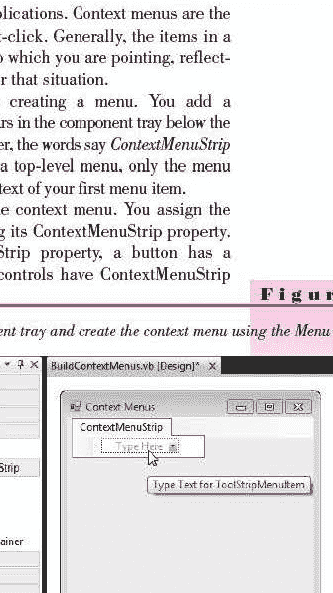 plications. Context menus are the
t-click. Generally, the items in a
o which you are pointing, reflect-
r that situation.
creating a menu. You add a
rs in the component tray below the
er, the words say ContextMenuStrip
a top-level menu, only the menu
text of your first menu item.
e context menu. You assign the
g its ContextMenuStrip property.
Strip property, a button has a
controls have ContextMenuStrip
Figur
ent tray and create the context menu using the Menu
BuildContextMenus.vb [Design]* X
Context Menus
ContextMenuStrip
Strip
Type Here
Type Text for ToolStripMenuItem
ainer